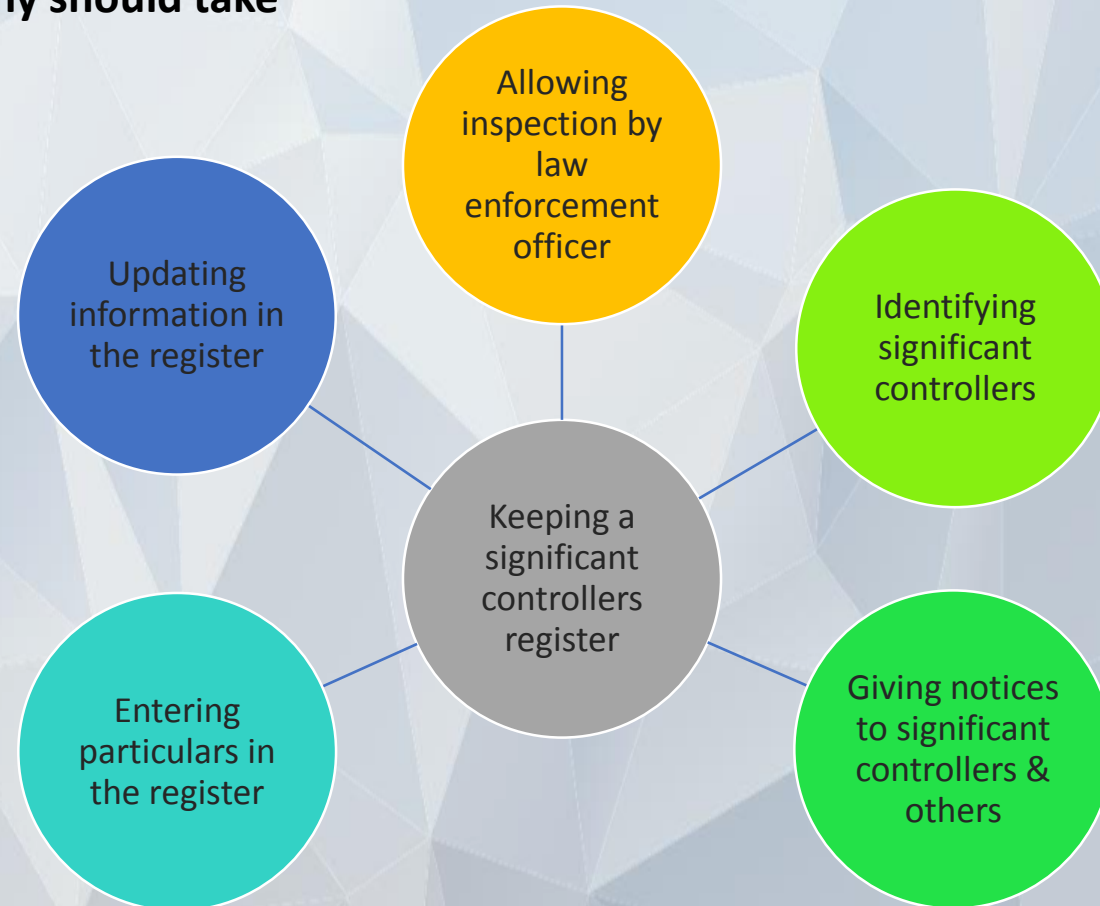 should take
Allowing
inspection by
law
enforcement
officer
Identifying
significant
controllers
Giving notices
to significant
controllers &
others
Entering
particulars in
the register
Updating
information in
the register
Keeping a
significant
controllers
register